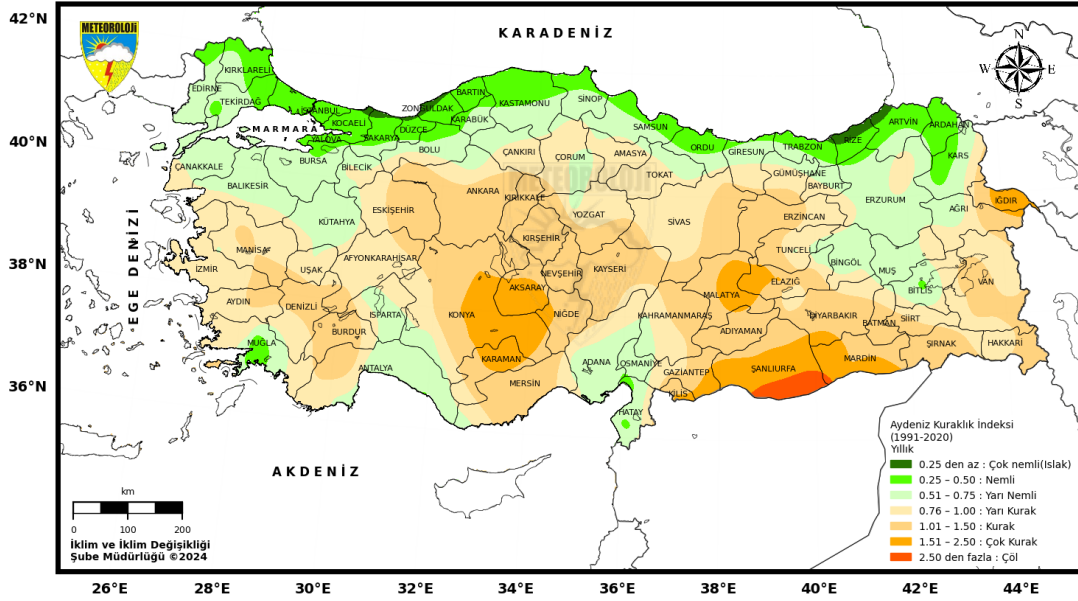 42°N
40°N
38°N
36°N
METEOROLOJİ
KARADENİZ
N
W
E
S
KIRKLARELİ
EDİRNE
TEKİRDAĞ
İSTANBUL
KOCAELİ
YALOVA
SAKARYA
DÜZCE
ZONGULDAK
BARTIN
KARABÜK
KASTAMONU
SİNOP
SAMSUN
ORDU
GİRESUN
TRABZON
RİZE
ARTVİN
ARDAHAN
KARS
MARMARA
ÇANAKKALE
BALIKESİR
BURSA
BİLECİK
BOLU
ÇANKIRI
ÇORUM
AMASYA
TOKAT
GÜMÜŞHANE
BAYBURT
ERZURUM
AĞRI
IĞDIR
METEOROLOJİ
KÜTAHYA
ESKİŞEHİR
ANKARA
KIRIKKALE
YOZGAT
SİVAS
ERZİNCAN
EGE DENİZİ
MANİSA
İZMİR
UŞAK
AFYONKARAHİSAR
KIRŞEHİR
NEVŞEHİR
KAYSERİ
TUNCELİ
BİNGÖL
MUŞ
BİTLİS
VAN
AYDIN
DENİZLİ
ISPARTA
BURDUR
KONYA
AKSARAY
NİĞDE
KAHRAMANMARAŞ
MALATYA
ELAZIĞ
ADIYAMAN
DİYARBAKIR
BATMAN
SİİRT
ŞIRNAK
HAKKARİ
MUĞLA
ANTALYA
KARAMAN
MERSİN
ADANA
OSMANİYE
GAZİANTEP
KİLİS
ŞANLIURFA
MARDİN
HATAY
AKDENİZ
Aydeniz Kuraklık İndeksi
(1991-2020)
Yıllık
0.25 den az : Çok nemli(Islak)
0.25 – 0.50 : Nemli
0.51 – 0.75 : Yarı Nemli
0.76 – 1.00 : Yarı Kurak
1.01 – 1.50 : Kurak
1.51 – 2.50 : Çok Kurak
2.50 den fazla : Çöl
km
0 100 200
İklim ve İklim Değişikliği
Şube Müdürlüğü ©2024
26°E 28°E 30°E 32°E 34°E 36°E 38°E 40°E 42°E 44°E